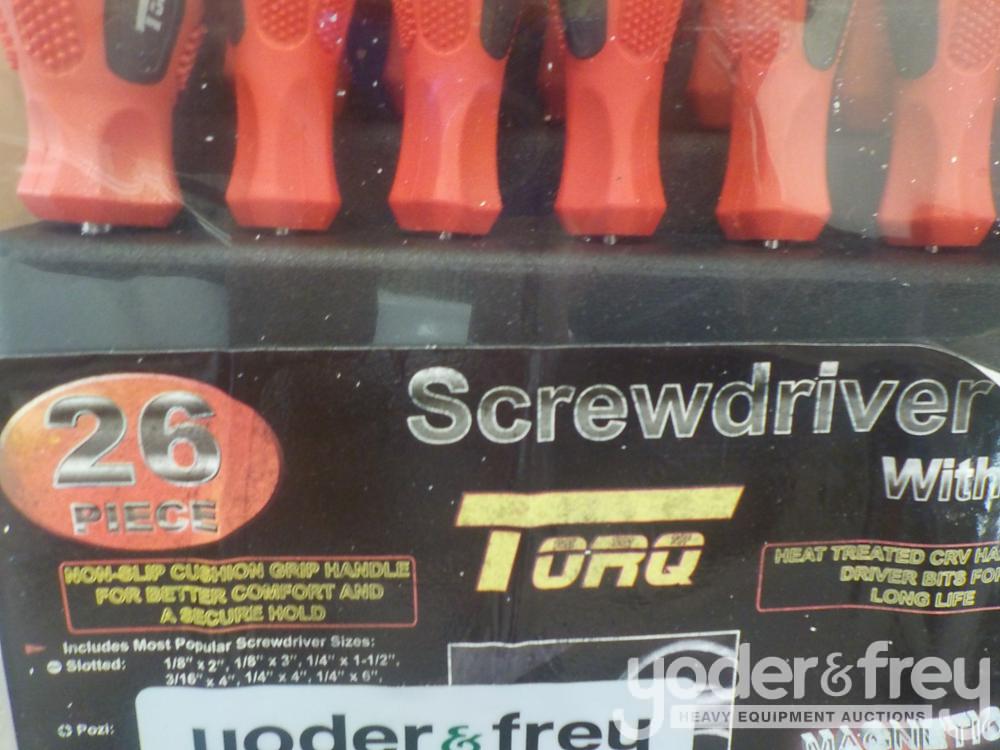 26
PIECE
Screwdriver
With
TORQ
NON-SLIP CUSHION GRIP HANDLE
FOR BETTER COMFORT AND
A SECURE HOLD
HEAT TREATED CRV
DRIVER BITS FOR
LONG LIFE
Includes Most Popular Screwdriver Sizes:
Slotted: 1/8" x 2", 1/8" x 3", 1/4" x 1-1/2",
3/16" x 4", 1/4" x 4", 1/4" x 6",
Pozi:
yoder & frey
yoder & frey
HEAVY EQUIPMENT AUCTIONS